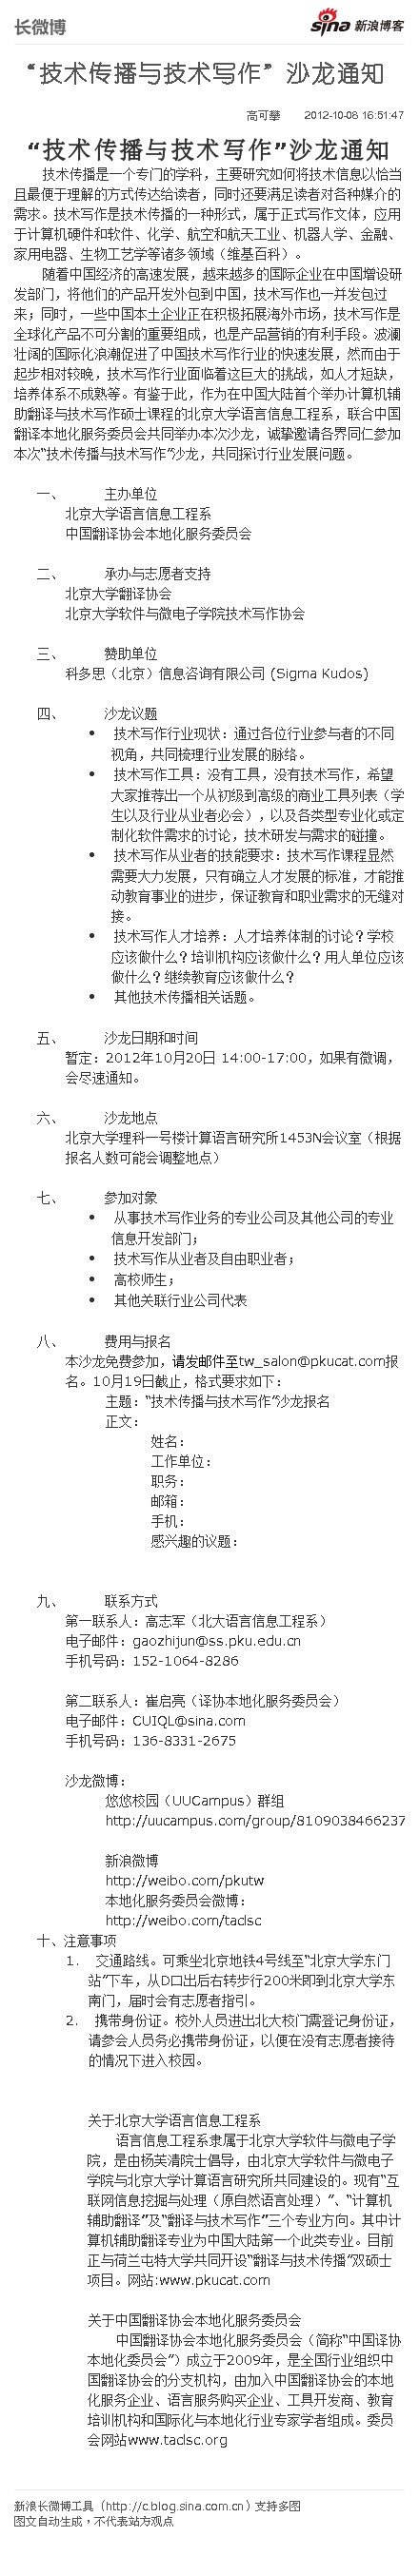 长微博
sina 新浪博客
“技术传播与技术写作”沙龙通知
高可攀 2012-10-08 16:51:47
“技术传播与技术写作”沙龙通知
技术传播是一个专门的学科，主要研究如何将技术信息以恰当
且最便于理解的方式传达给读者，同时还要满足读者对各种媒介的
需求。技术写作是技术传播的一种形式，属于正式写作文体，应用
于计算机硬件和软件、化学、航空和航天工业、机器人学、金融、
家用电器、生物工艺学等诸多领域（维基百科）。
随着中国经济的高速发展，越来越多的国际企业在中国增设研
发部门，将他们的产品开发外包到中国，技术写作也一并发包过
来；同时，一些中国本土企业正在积极拓展海外市场，技术写作是
全球化产品不可分割的重要组成，也是产品营销的有利手段。波澜
壮阔的国际化浪潮促进了中国技术写作行业的快速发展，然而由于
起步相对较晚，技术写作行业面临着这巨大的挑战，如人才短缺，
培养体系不成熟等。有鉴于此，作为在中国大陆首个举办计算机辅
助翻译与技术写作硕士课程的北京大学语言信息工程系，联合中国
翻译本地化服务委员会共同举办本次沙龙，诚挚邀请各界同仁参加
本次“技术传播与技术写作”沙龙，共同探讨行业发展问题。
一、 主办单位
北京大学语言信息工程系
中国翻译协会本地化服务委员会
二、 承办与志愿者支持
北京大学翻译协会
北京大学软件与微电子学院技术写作协会
三、 赞助单位
科多思（北京）信息咨询有限公司 (Sigma Kudos)
四、 沙龙议题
• 技术写作行业现状：通过各位行业参与者的不同
视角，共同梳理行业发展的脉络。
• 技术写作工具：没有工具，没有技术写作，希望
大家推荐出一个从初级到高级的商业工具列表（学
生以及行业从业者必会），以及各类型专业化或定
制化软件需求的讨论，技术研发与需求的碰撞。
• 技术写作从业者的技能要求：技术写作课程显然
需要大力发展，只有确立人才发展的标准，才能推
动教育事业的进步，保证教育和职业需求的无缝对
接。
• 技术写作人才培养：人才培养体制的讨论？学校
应该做什么？培训机构应该做什么？用人单位应该
做什么？继续教育应该做什么？
• 其他技术传播相关话题。
五、 沙龙日期和时间
暂定：2012年10月20日 14:00-17:00，如果有微调，
会尽速通知。
六、 沙龙地点
北京大学理科一号楼计算语言研究所1453N会议室（根据
报名人数可能会调整地点）
七、 参加对象
• 从事技术写作业务的专业公司及其他公司的专业
信息开发部门；
• 技术写作从业者及自由职业者；
• 高校师生；
• 其他关联行业公司代表
八、 费用与报名
本沙龙免费参加，请发邮件至tw_salon@pkucat.com报
名。10月19日截止，格式要求如下：
主题：“技术传播与技术写作”沙龙报名
正文：
姓名：
工作单位：
职务：
邮箱：
手机：
感兴趣的议题：
九、 联系方式
第一联系人：高志军（北大语言信息工程系）
电子邮件：gaozhijun@ss.pku.edu.cn
手机号码：152-1064-8286
第二联系人：崔启亮（译协本地化服务委员会）
电子邮件：CUIQL@sina.com
手机号码：136-8331-2675
沙龙微博：
悠悠校园（UUCampus）群组
http://uucampus.com/group/8109038466237
新浪微博
http://weibo.com/pkutw
本地化服务委员会微博：
http://weibo.com/taclsc
十、注意事项
1. 交通路线。可乘坐北京地铁4号线至“北京大学东门
站”下车，从D口出后右转步行200米即到北京大学东
南门，届时会有志愿者指引。
2. 携带身份证。校外人员进出北大校门需登记身份证，
请参会人员务必携带身份证，以便在没有志愿者接待
的情况下进入校园。
关于北京大学语言信息工程系
语言信息工程系隶属于北京大学软件与微电子学
院，是由杨芙清院士倡导，由北京大学软件与微电子
学院与北京大学计算语言研究所共同建设的。现有“互
联网信息挖掘与处理（原自然语言处理）”、“计算机
辅助翻译”及“翻译与技术写作”三个专业方向。其中计
算机辅助翻译专业为中国大陆第一个此类专业。目前
正与荷兰屯特大学共同开设“翻译与技术传播”双硕士
项目。网站:www.pkucat.com
关于中国翻译协会本地化服务委员会
中国翻译协会本地化服务委员会（简称“中国译协
本地化委员会”）成立于2009年，是全国行业组织中
国翻译协会的分支机构，由加入中国翻译协会的本地
化服务企业、语言服务购买企业、工具开发商、教育
培训机构和国际化与本地化行业专家学者组成。委员
会网站www.taclsc.org
新浪长微博工具（http://c.blog.sina.com.cn）支持多图
图文自动生成，不代表站方观点